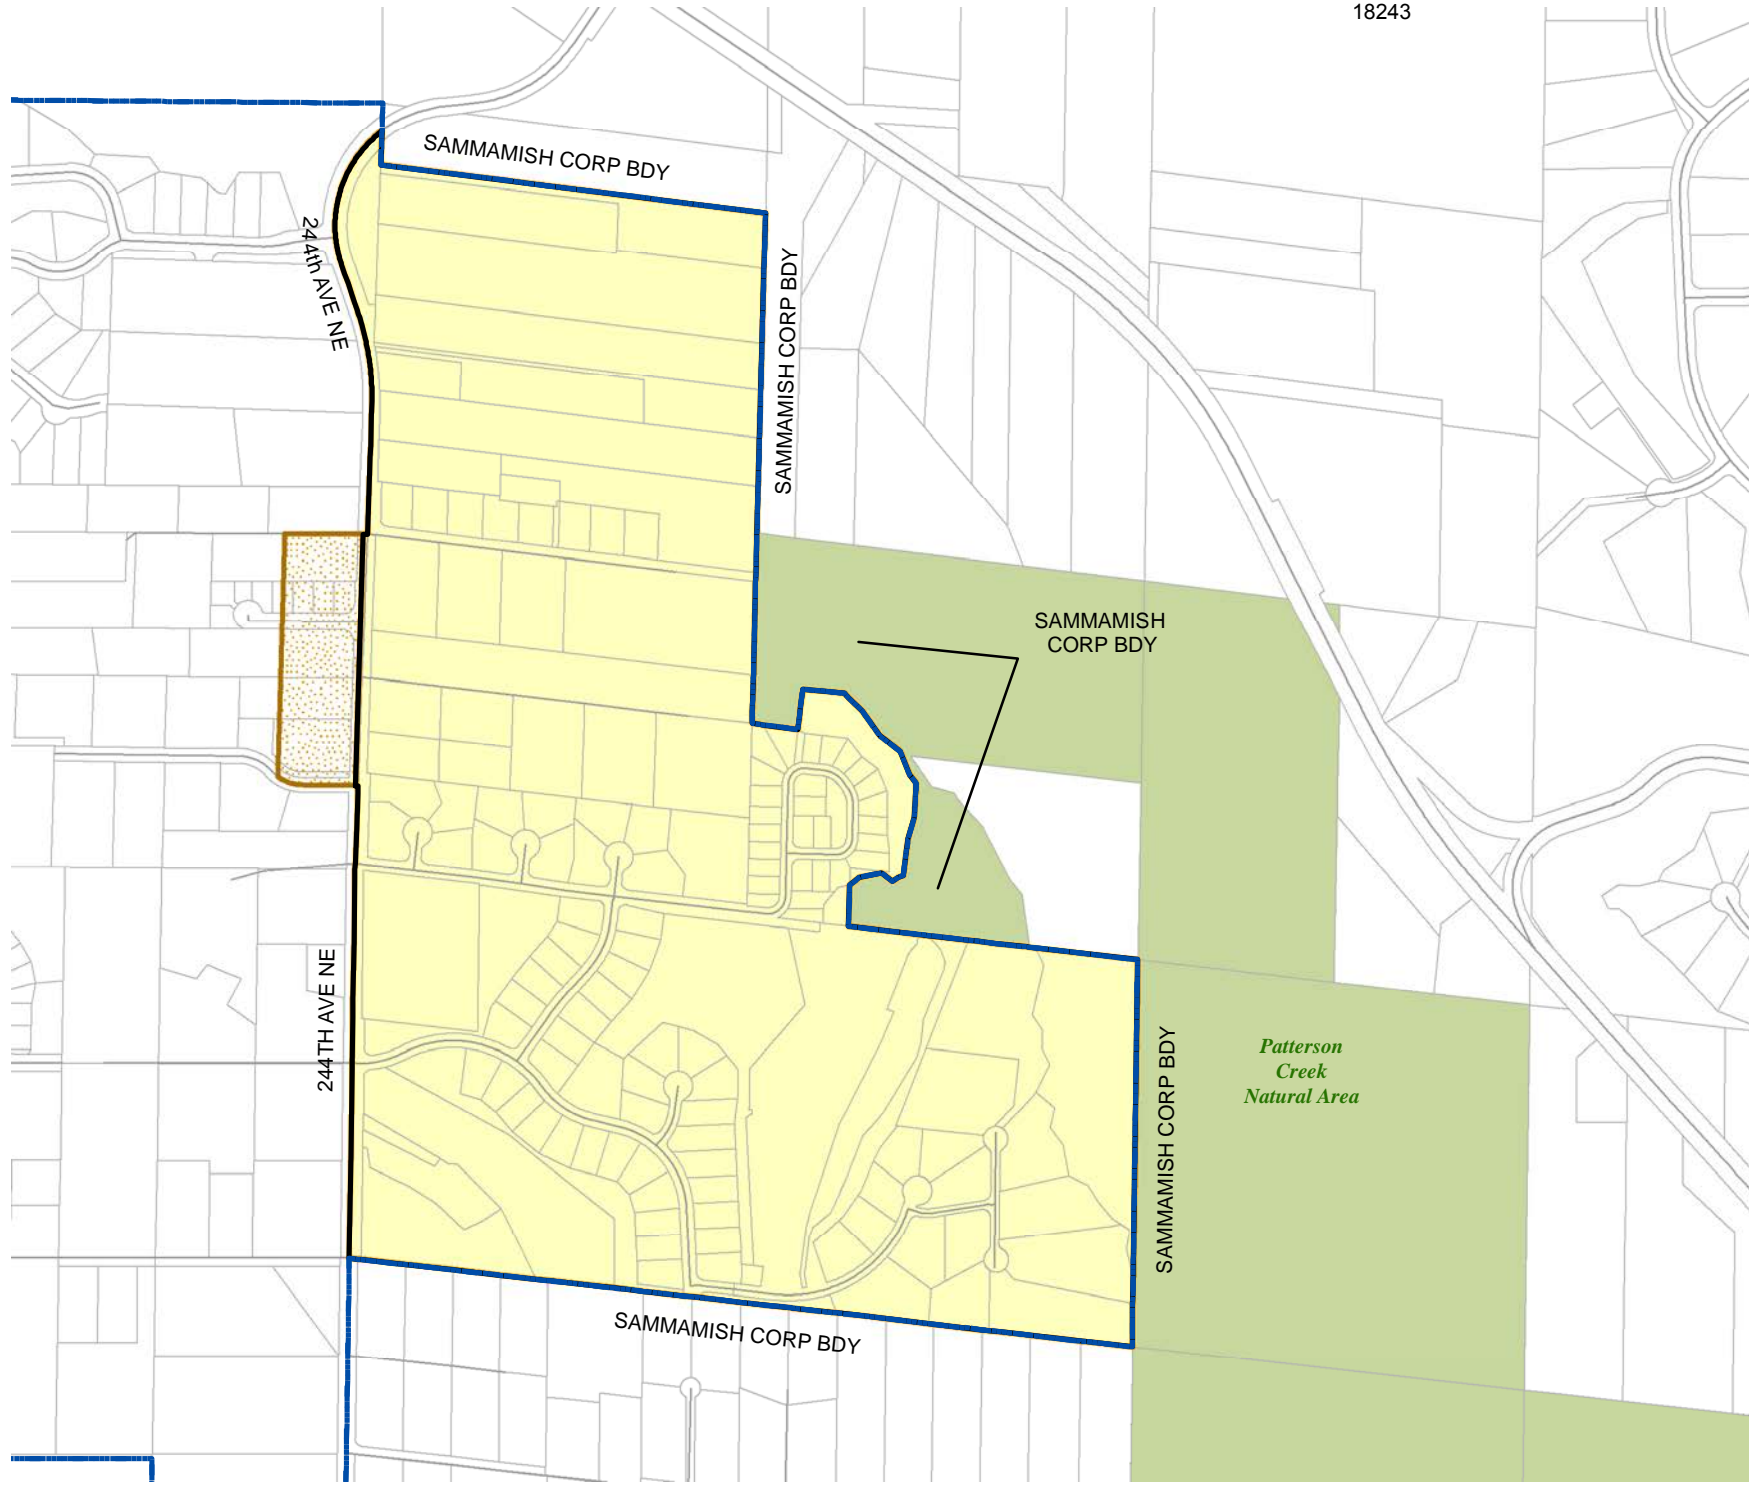 18243
SAMMAMISH CORP BDY
244th AVE NE
SAMMAMISH CORP BDY
SAMMAMISH
CORP BDY
244TH AVE NE
SAMMAMISH CORP BDY
Patterson
Creek
Natural Area
SAMMAMISH CORP BDY